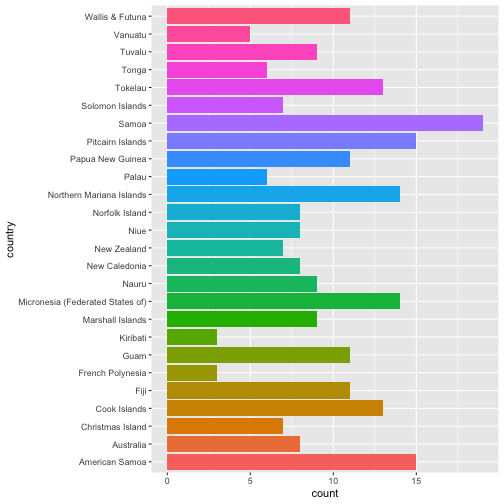 Wallis & Futuna
Vanuatu
Tuvalu
Tonga
Tokelau
Solomon Islands
Samoa
Pitcairn Islands
Papua New Guinea
Palau
Northern Mariana Islands
Norfolk Island
Niue
New Zealand
New Caledonia
Nauru
Micronesia (Federated States of)
Marshall Islands
Kiribati
Guam
French Polynesia
Fiji
Cook Islands
Christmas Island
Australia
American Samoa
country
0 5 10 15
count